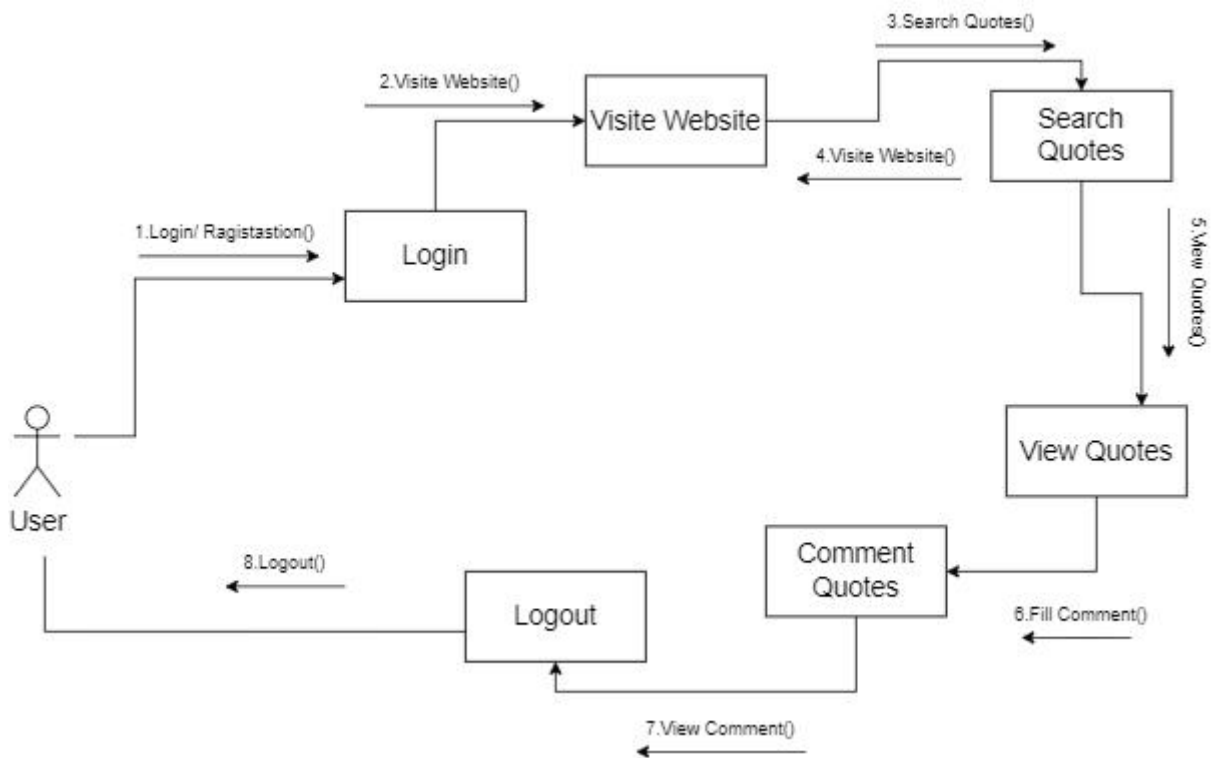 3.Search Quotes()
2.Visite Website()
Visite Website
Search
Quotes
4.Visite Website()
1.Login/ Ragistastion()
Login
5.View Quotes()
View Quotes
User
Comment
Quotes
8.Logout()
Logout
6.Fill Comment()
7.View Comment()